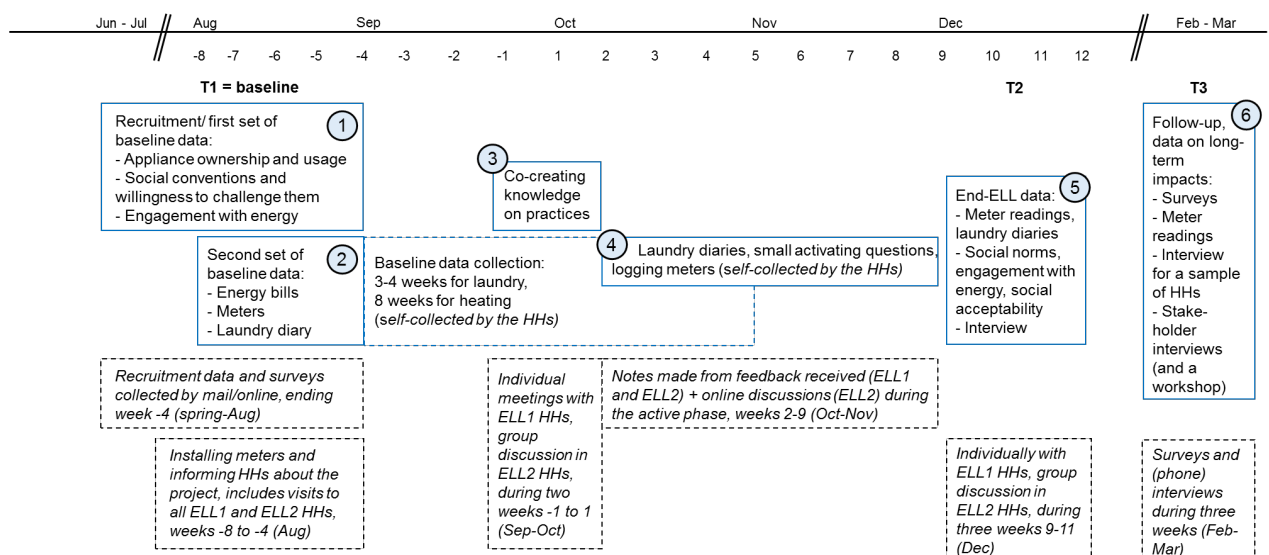 Jun - Jul Aug Sep Oct Nov Dec Feb - Mar
-8 -7 -6 -5 -4 -3 -2 -1 1 2 3 4 5 6 7 8 9 10 11 12
T1 = baseline
T2
T3
1
Recruitment/ first set of
baseline data:
- Appliance ownership and usage
- Social conventions and
willingness to challenge them
- Engagement with energy
2
Second set of
baseline data:
- Energy bills
- Meters
- Laundry diary
Baseline data collection:
3-4 weeks for laundry,
8 weeks for heating
(self-collected by the HHs)
3
Co-creating
knowledge
on practices
4
Laundry diaries, small activating questions,
logging meters (self-collected by the HHs)
5
End-ELL data:
- Meter readings,
laundry diaries
- Social norms,
engagement with
energy, social
acceptability
- Interview
6
Follow-up,
data on long-
term
impacts:
- Surveys
- Meter
readings
- Interview
for a sample
of HHs
- Stake-
holder
interviews
(and a
workshop)
Recruitment data and surveys
collected by mail/online, ending
week -4 (spring-Aug)
Installing meters and
informing HHs about the
project, includes visits to
all ELL1 and ELL2 HHs,
weeks -8 to -4 (Aug)
Individual
meetings with
ELL1 HHs,
group
discussion in
ELL2 HHs,
during two
weeks -1 to 1
(Sep-Oct)
Notes made from feedback received (ELL1
and ELL2) + online discussions (ELL2) during
the active phase, weeks 2-9 (Oct-Nov)
Individually with
ELL1 HHs, group
discussion in
ELL2 HHs, during
three weeks 9-11
(Dec)
Surveys and
(phone)
interviews
during three
weeks (Feb-
Mar)